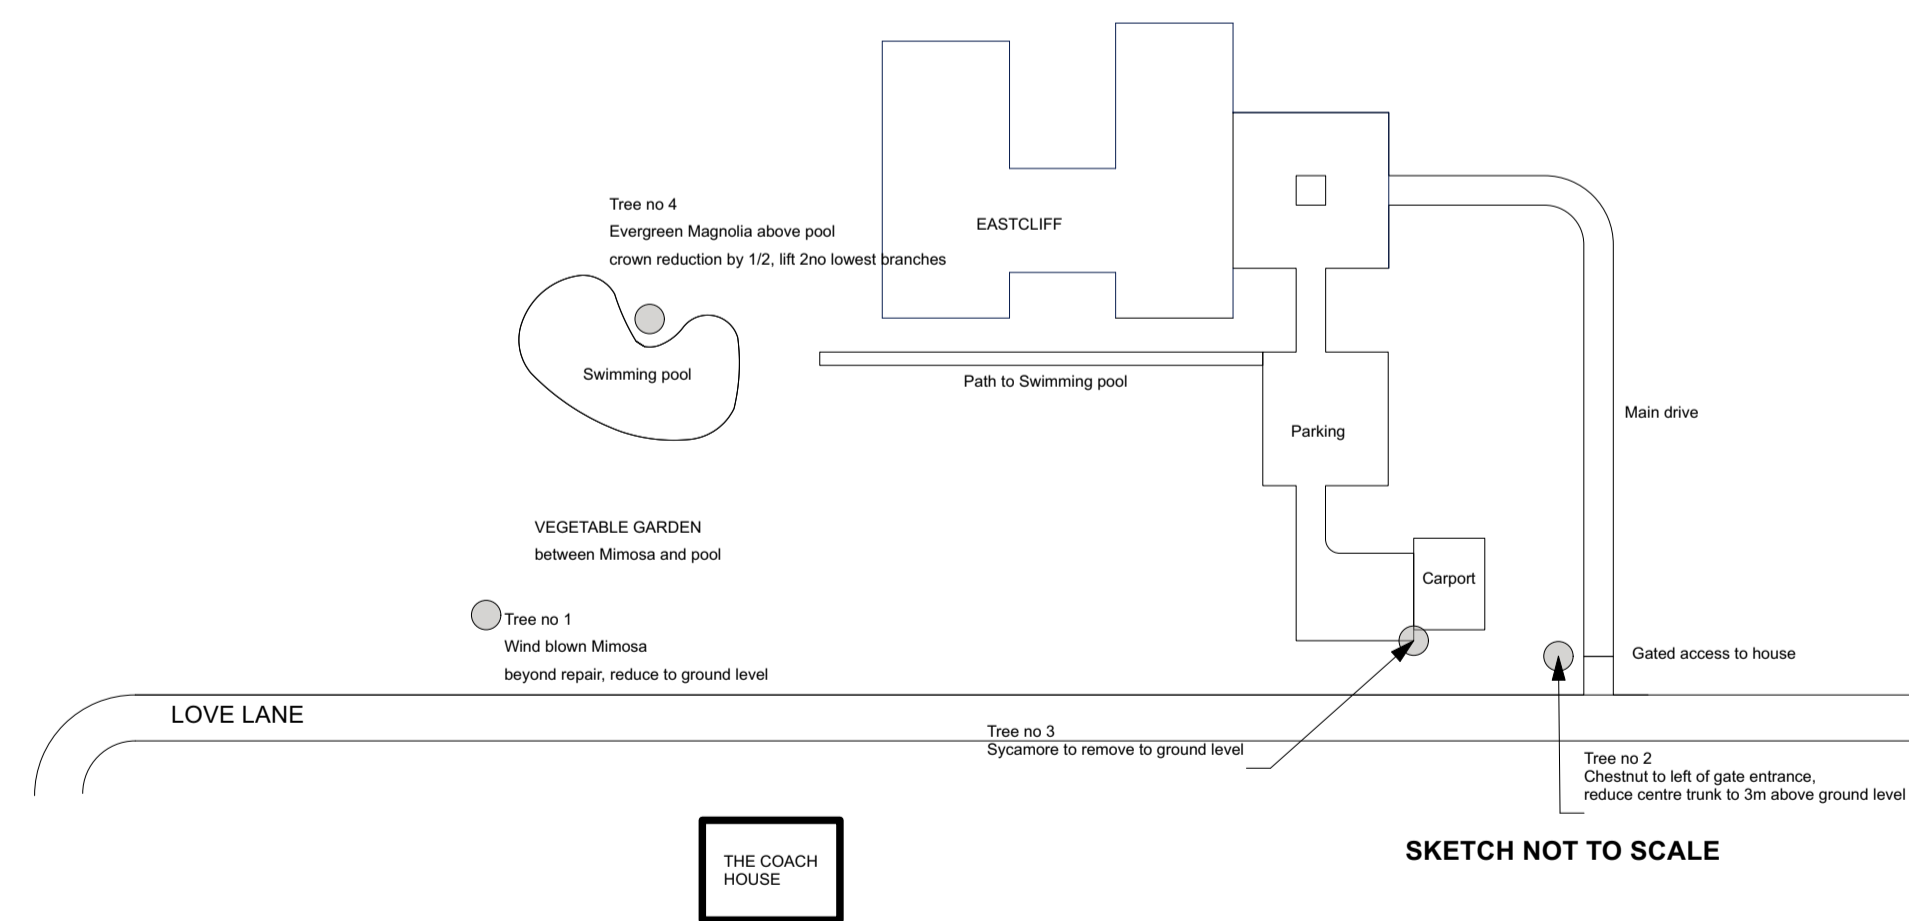 Tree no 4
Evergreen Magnolia above pool
crown reduction by 1/2, lift 2no lowest branches
EASTCLIFF
Swimming pool
Path to Swimming pool
Parking
Main drive
VEGETABLE GARDEN
between Mimosa and pool
Carport
Tree no 1
Wind blown Mimosa
beyond repair, reduce to ground level
Gated access to house
LOVE LANE
Tree no 3
Sycamore to remove to ground level
Tree no 2
Chestnut to left of gate entrance,
reduce centre trunk to 3m above ground level
SKETCH NOT TO SCALE
THE COACH
HOUSE